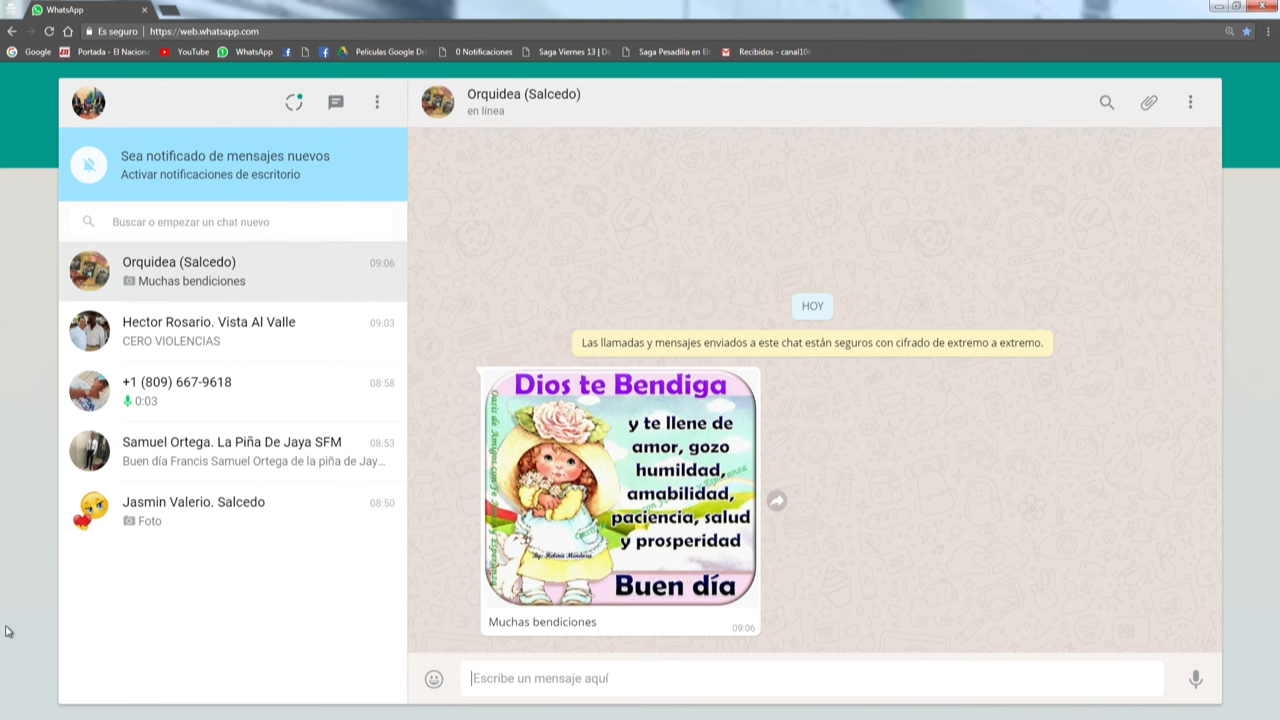 WhatsApp
Es seguro
https://web.whatsapp.com
Google
Portada - El Naciona
YouTube
WhatsApp
Películas Google Dri
0 Notificaciones
Saga Viernes 13 | Do
Saga Pesadilla en El
Recibidos - canal10s
Orquidea (Salcedo)
en línea
Sea notificado de mensajes nuevos
Activar notificaciones de escritorio
Buscar o empezar un chat nuevo
Orquidea (Salcedo)
09:06
Muchas bendiciones
Hector Rosario. Vista Al Valle
09:03
CERO VIOLENCIAS
+1 (809) 667-9618
08:58
0:03
Samuel Ortega. La Piña De Jaya SFM
08:53
Buen día Francis Samuel Ortega de la piña de Jay...
Jasmin Valerio. Salcedo
08:50
Foto
HOY
Las llamadas y mensajes enviados a este chat están seguros con cifrado de extremo a extremo.
Dios te Bendiga
y te llene de
amor, gozo
humildad,
amabilidad,
paciencia, salud
y prosperidad
Buen día
Muchas bendiciones
09:06
Escribe un mensaje aquí